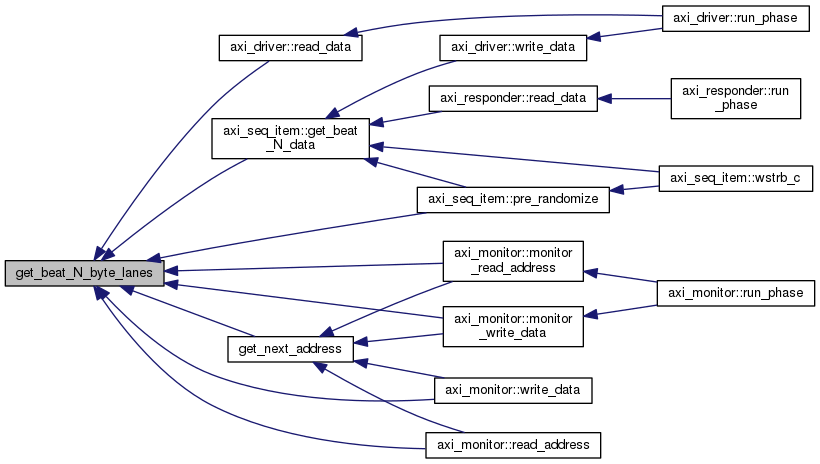 axi_driver::run_phase
axi_driver::read_data
axi_driver::write_data
axi_responder::read_data
axi_responder::run
_phase
axi_seq_item::get_beat
_N_data
axi_seq_item::wstrb_c
axi_seq_item::pre_randomize
get_beat_N_byte_lanes
axi_monitor::monitor
_read_address
axi_monitor::run_phase
axi_monitor::monitor
_write_data
get_next_address
axi_monitor::write_data
axi_monitor::read_address